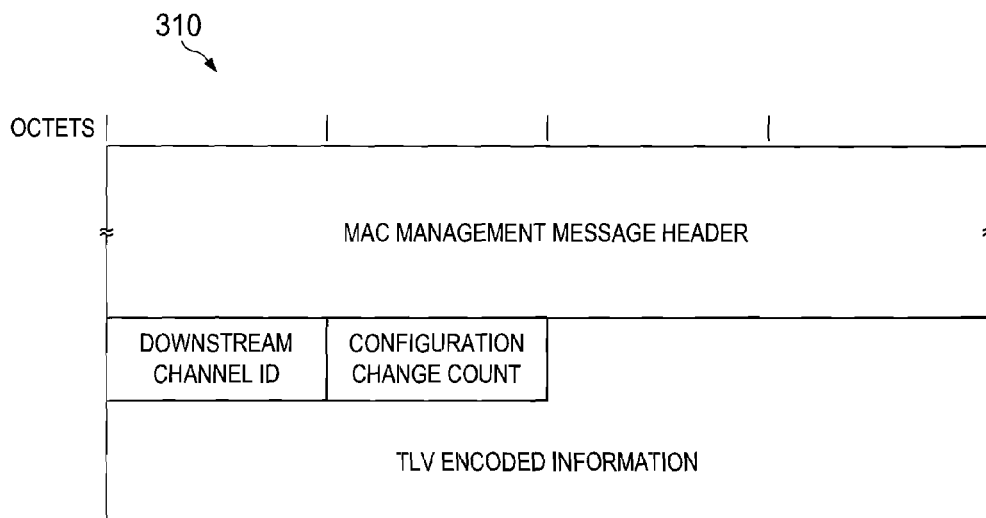 310
OCTETS
MAC MANAGEMENT MESSAGE HEADER
DOWNSTREAM
CHANNEL ID
CONFIGURATION
CHANGE COUNT
TLV ENCODED INFORMATION